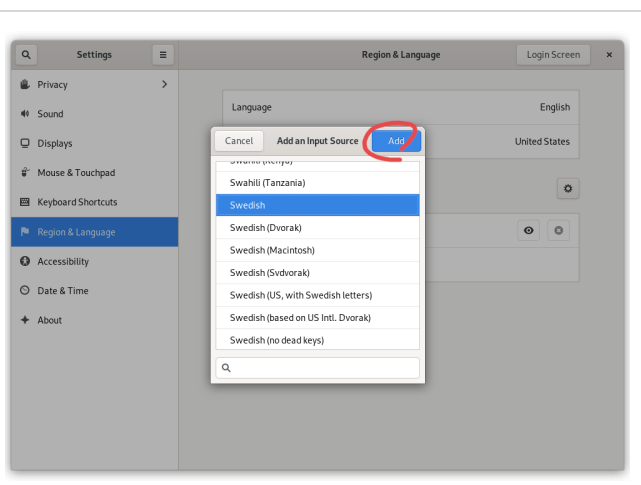 Settings
Region & Language
Login Screen
Privacy
Sound
Displays
Mouse & Touchpad
Keyboard Shortcuts
Region & Language
Accessibility
Date & Time
About
Language
English
United States
Cancel
Add an Input Source
Add
Swahili (Kenya)
Swahili (Tanzania)
Swedish
Swedish (Dvorak)
Swedish (Macintosh)
Swedish (Svdvorak)
Swedish (US, with Swedish letters)
Swedish (based on US Intl. Dvorak)
Swedish (no dead keys)